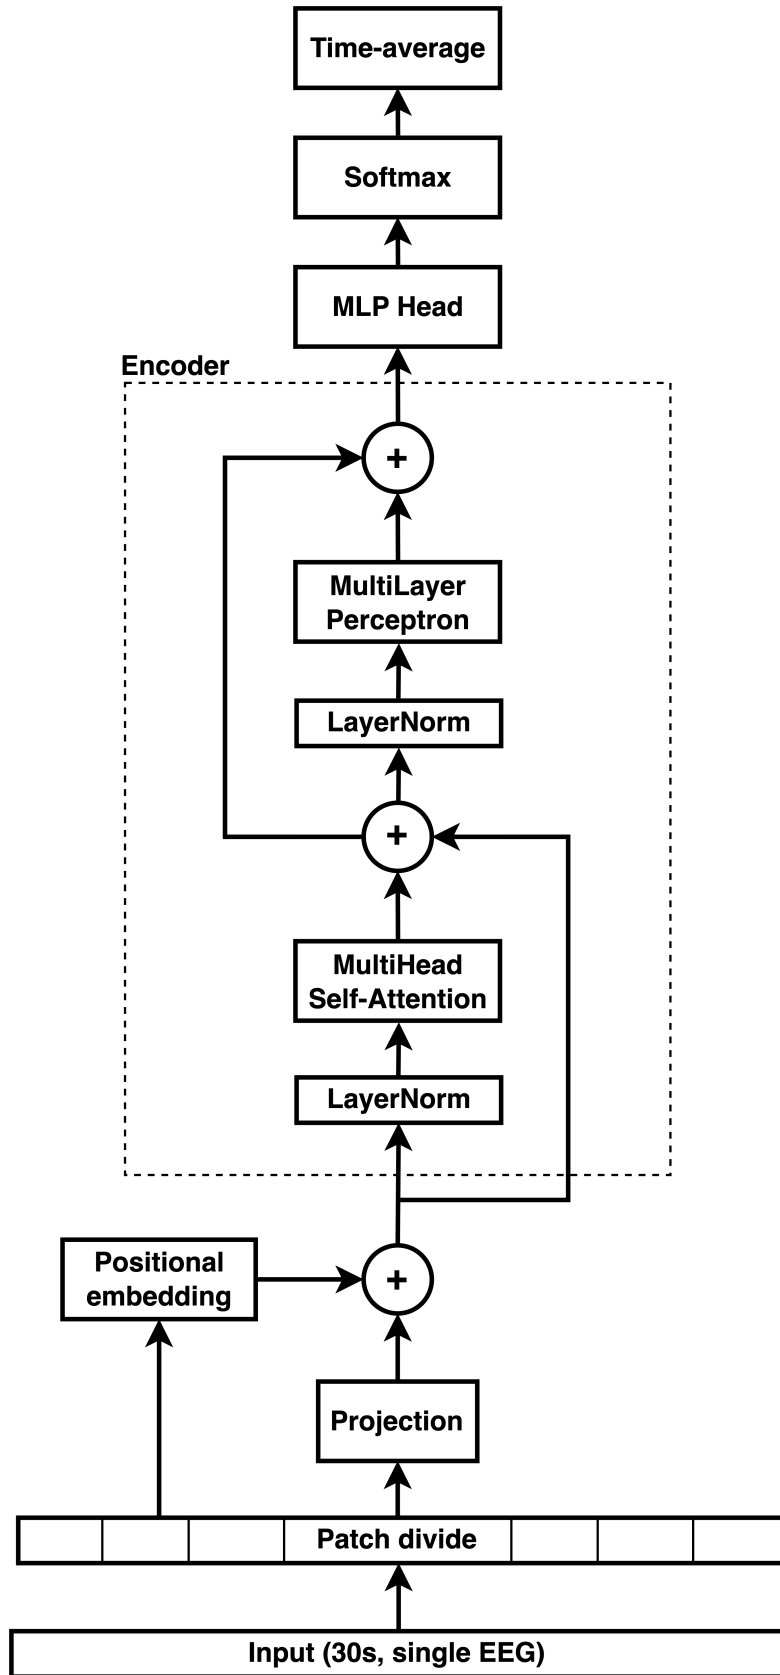 Time-average
Softmax
MLP Head
Encoder
+
MultiLayer
Perceptron
LayerNorm
+
MultiHead
Self-Attention
LayerNorm
Positional
embedding
+
Projection
Patch divide
Input (30s, single EEG)